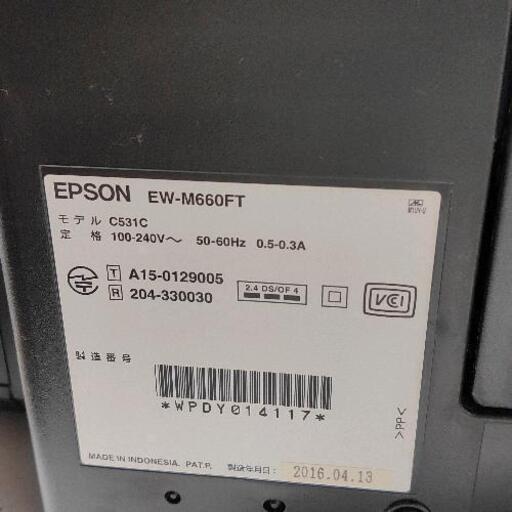 EPSON EW-M660FT
モデル C531C
定 格 100-240V～ 50-60Hz 0.5-0.3A
T A15-0129005
R 204-330030
2.4 DS/OF 4
VCI
製造番号
*WPDY014117*
>PP<
MADE IN INDONESIA. PAT.P. 製造年月日: 2016.04.13